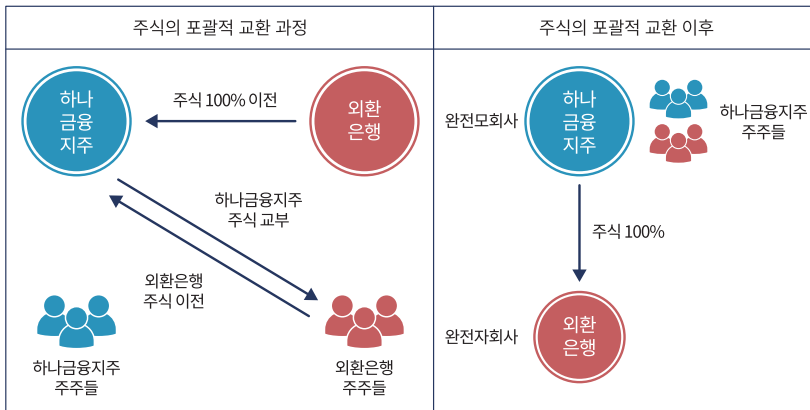 주식의 포괄적 교환 과정
하나
금융
지주
주식 100% 이전
외환
은행
하나금융지주
주식 교부
외환은행
주식 이전
하나금융지주
주주들
외환은행
주주들
주식의 포괄적 교환 이후
완전모회사
하나
금융
지주
하나금융지주
주주들
주식 100%
완전자회사
외환
은행